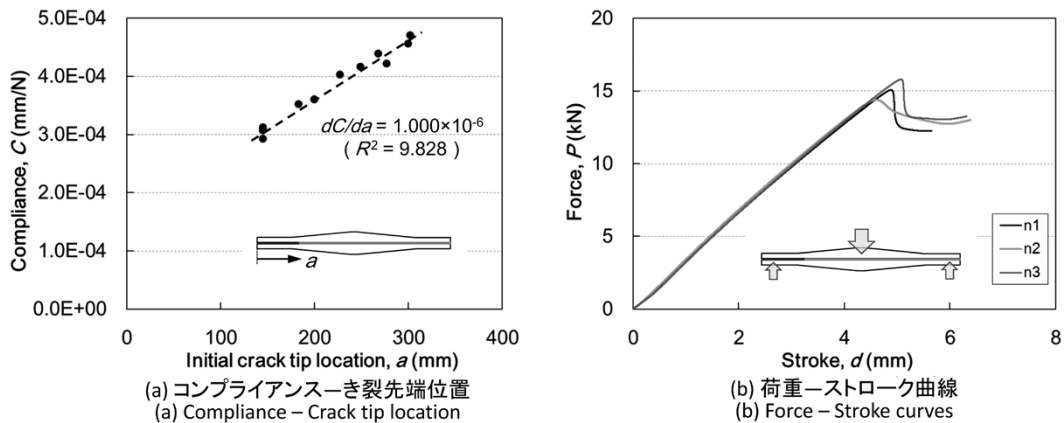 5.0E-04
4.0E-04
3.0E-04
2.0E-04
1.0E-04
0.0E+00
Compliance, C (mm/N)
dC/da = 1.000×10⁻⁶
( R² = 9.828 )
a
0 100 200 300 400
Initial crack tip location, a (mm)
(a) コンプライアンス―き裂先端位置
(a) Compliance – Crack tip location
20
15
10
5
0
Force, P (kN)
n1
n2
n3
0 2 4 6 8
Stroke, d (mm)
(b) 荷重―ストローク曲線
(b) Force – Stroke curves